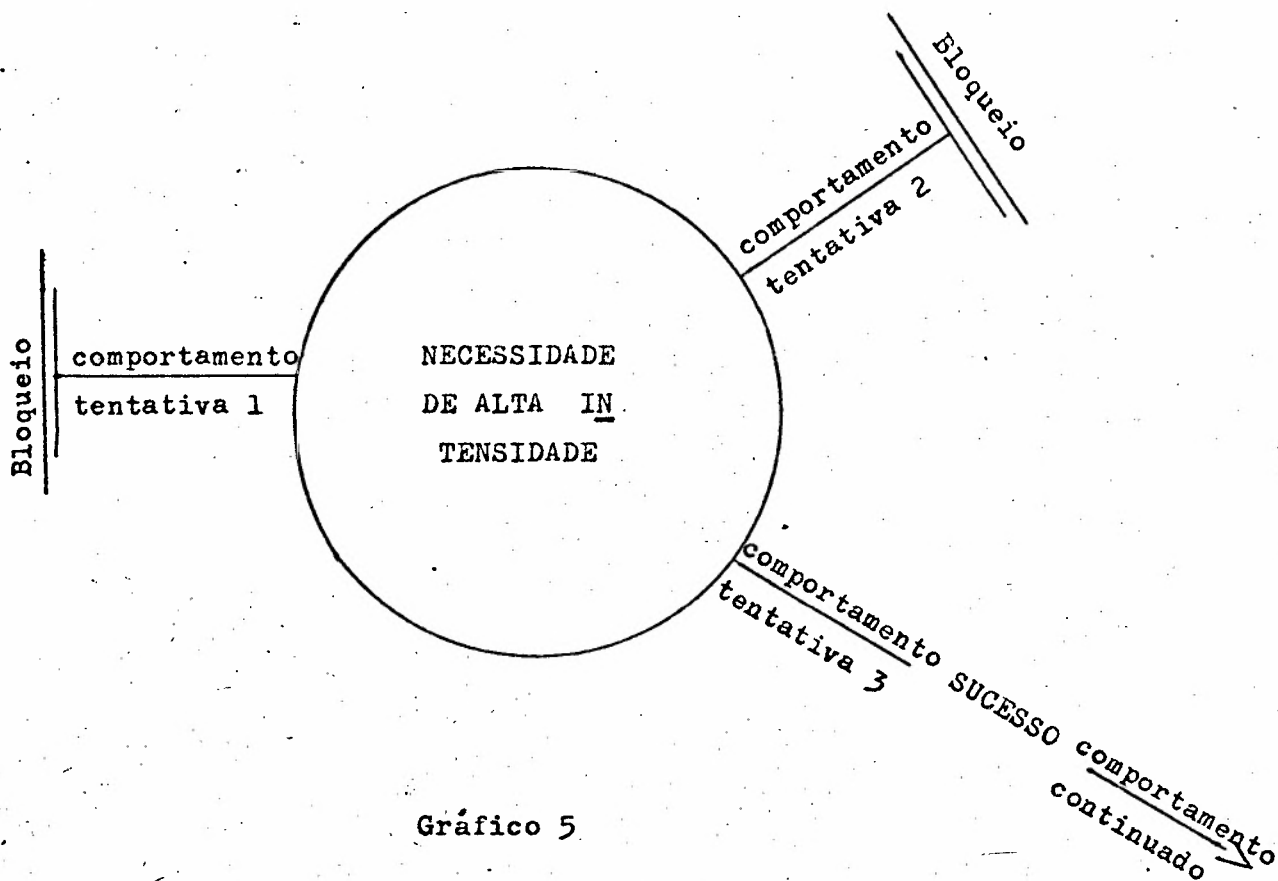 Bloqueio
comportamento
tentativa 1
NECESSIDADE
DE ALTA IN
TENSIDADE
comportamento
tentativa 2
Bloqueio
comportamento SUCESSO comportamento
tentativa 3
continuado
Gráfico 5